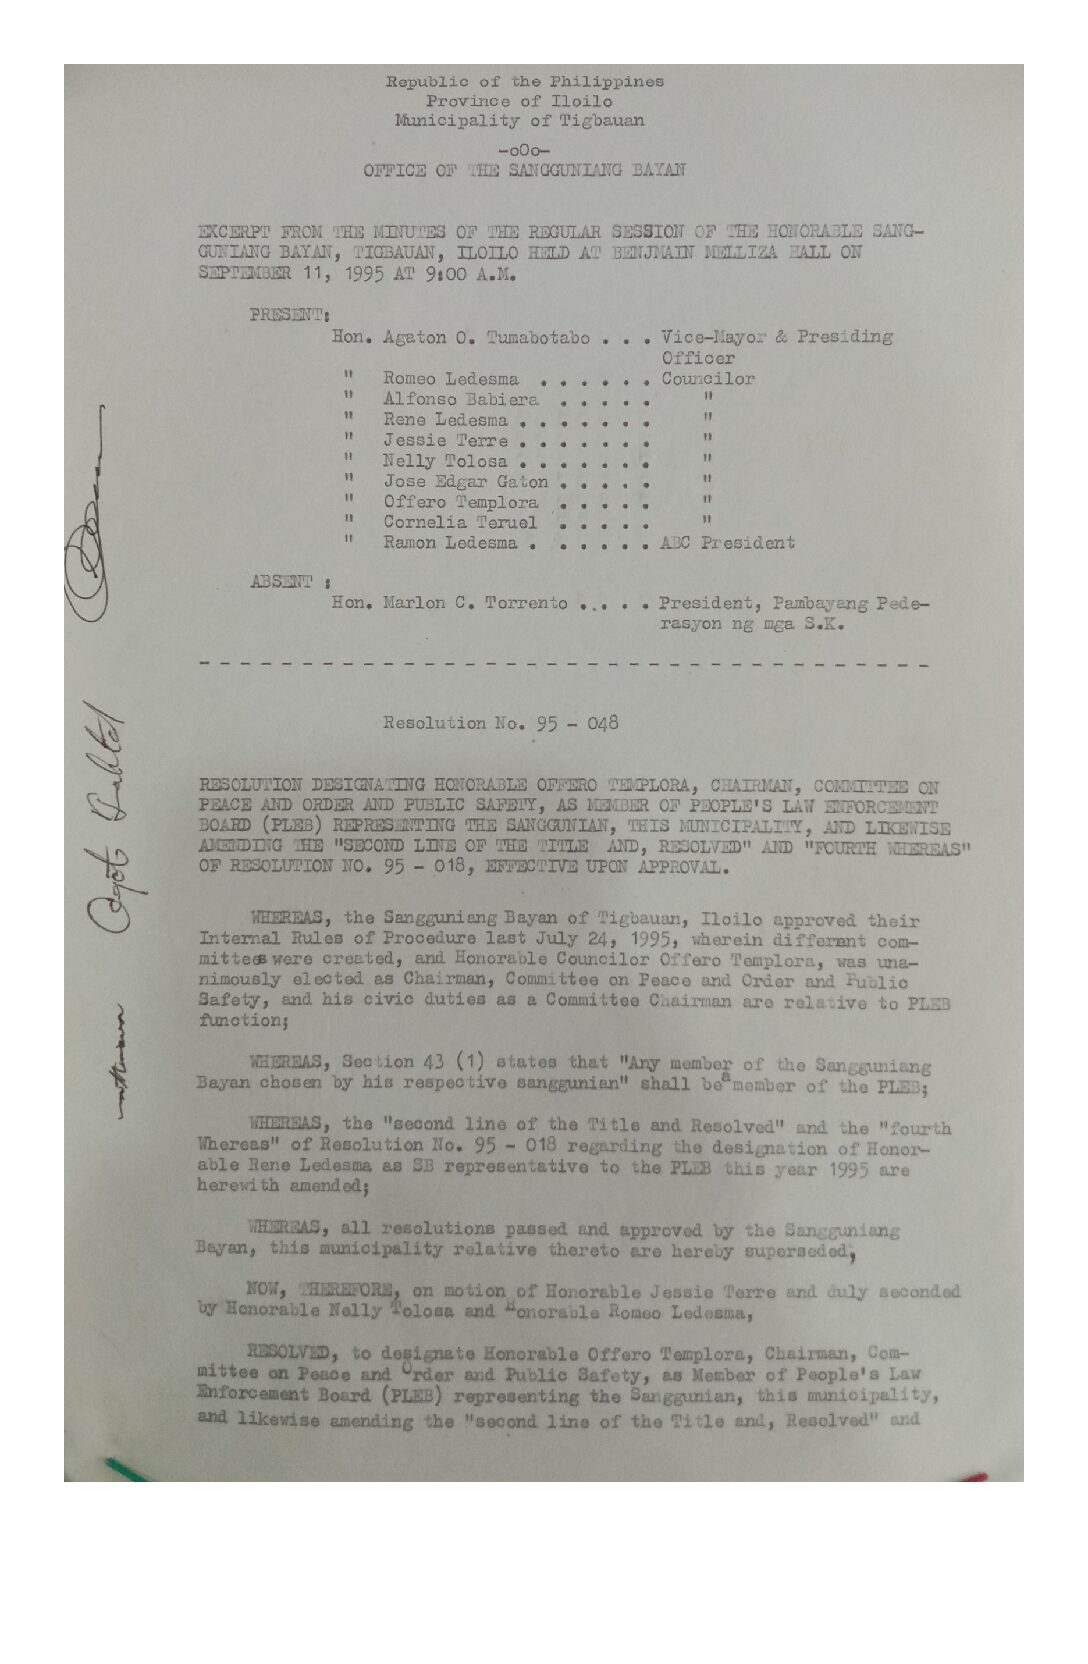 Republic of the Philippines
Province of Iloilo
Municipality of Tigbauan
-oOo-
OFFICE OF THE SANGGUNIANG BAYAN
EXCERPT FROM THE MINUTES OF THE REGULAR SESSION OF THE HONORABLE SANG-
GUNIANG BAYAN, TIGBAUAN, ILOILO HELD AT BENJMAIN MELLIZA HALL ON
SEPTEMBER 11, 1995 AT 9:00 A.M.
PRESENT:
Hon. Agaton O. Tumabotabo . . . Vice-Mayor & Presiding
Officer
" Romeo Ledesma . . . . . . Councilor
" Alfonso Babiera . . . . . "
" Rene Ledesma . . . . . . . "
" Jessie Terre . . . . . . . "
" Nelly Tolosa . . . . . . . "
" Jose Edgar Gaton . . . . . "
" Offero Templora . . . . . "
" Cornelia Teruel . . . . . "
" Ramon Ledesma . . . . . . ABC President
ABSENT :
Hon. Marlon C. Torrento . . . . President, Pambayang Pede-
rasyon ng mga S.K.
- - - - - - - - - - - - - - - - - - - - - - - - - - - - - - - - - - - -
Resolution No. 95 - 048
RESOLUTION DESIGNATING HONORABLE OFFERO TEMPLORA, CHAIRMAN, COMMITTEE ON
PEACE AND ORDER AND PUBLIC SAFETY, AS MEMBER OF PEOPLE'S LAW ENFORCEMENT
BOARD (PLEB) REPRESENTING THE SANGGUNIAN, THIS MUNICIPALITY, AND LIKEWISE
AMENDING THE "SECOND LINE OF THE TITLE AND, RESOLVED" AND "FOURTH WHEREAS"
OF RESOLUTION NO. 95 - 018, EFFECTIVE UPON APPROVAL.
WHEREAS, the Sangguniang Bayan of Tigbauan, Iloilo approved their
Internal Rules of Procedure last July 24, 1995, wherein different com-
mittees were created, and Honorable Councilor Offero Templora, was una-
nimously elected as Chairman, Committee on Peace and Order and Public
Safety, and his civic duties as a Committee Chairman are relative to PLEB
function;
WHEREAS, Section 43 (1) states that "Any member of the Sangguniang
Bayan chosen by his respective sanggunian" shall be a member of the PLEB;
WHEREAS, the "second line of the Title and Resolved" and the "fourth
Whereas" of Resolution No. 95 - 018 regarding the designation of Honor-
able Rene Ledesma as SB representative to the PLEB this year 1995 are
herewith amended;
WHEREAS, all resolutions passed and approved by the Sangguniang
Bayan, this municipality relative thereto are hereby superseded,
NOW, THEREFORE, on motion of Honorable Jessie Terre and duly seconded
by Honorable Nelly Tolosa and Honorable Romeo Ledesma,
RESOLVED, to designate Honorable Offero Templora, Chairman, Com-
mittee on Peace and Order and Public Safety, as Member of People's Law
Enforcement Board (PLEB) representing the Sanggunian, this municipality,
and likewise amending the "second line of the Title and, Resolved" and